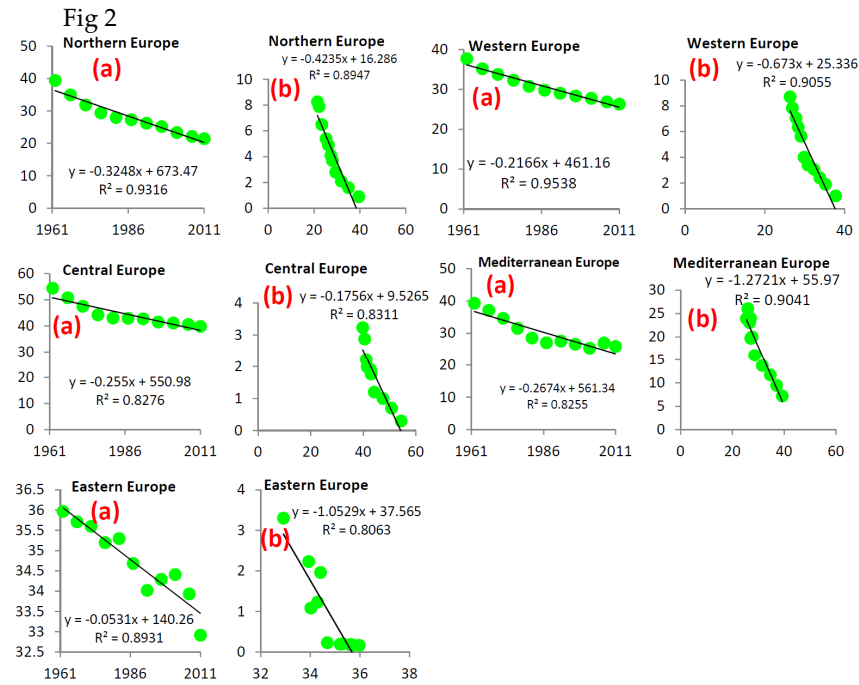 Fig 2
Northern Europe
(a)
50
40
30
20
10
0
y = -0.3248x + 673.47
R² = 0.9316
1961
1986
2011
Northern Europe
y = -0.4235x + 16.286
R² = 0.8947
(b)
10
8
6
4
2
0
0
20
40
60
Western Europe
(a)
40
30
20
10
0
y = -0.2166x + 461.16
R² = 0.9538
1961
1986
2011
Western Europe
(b)
y = -0.673x + 25.336
R² = 0.9055
10
8
6
4
2
0
0
20
40
Central Europe
(a)
60
50
40
30
20
10
0
y = -0.255x + 550.98
R² = 0.8276
1961
1986
2011
Central Europe
(b)
y = -0.1756x + 9.5265
R² = 0.8311
4
3
2
1
0
0
20
40
60
Mediterranean Europe
(a)
50
40
30
20
10
0
y = -0.2674x + 561.34
R² = 0.8255
1961
1986
2011
Mediterranean Europe
y = -1.2721x + 55.97
R² = 0.9041
(b)
30
25
20
15
10
5
0
0
20
40
60
Eastern Europe
(a)
36.5
36
35.5
35
34.5
34
33.5
33
32.5
y = -0.0531x + 140.26
R² = 0.8931
1961
1986
2011
Eastern Europe
y = -1.0529x + 37.565
R² = 0.8063
(b)
4
3
2
1
0
32
34
36
38